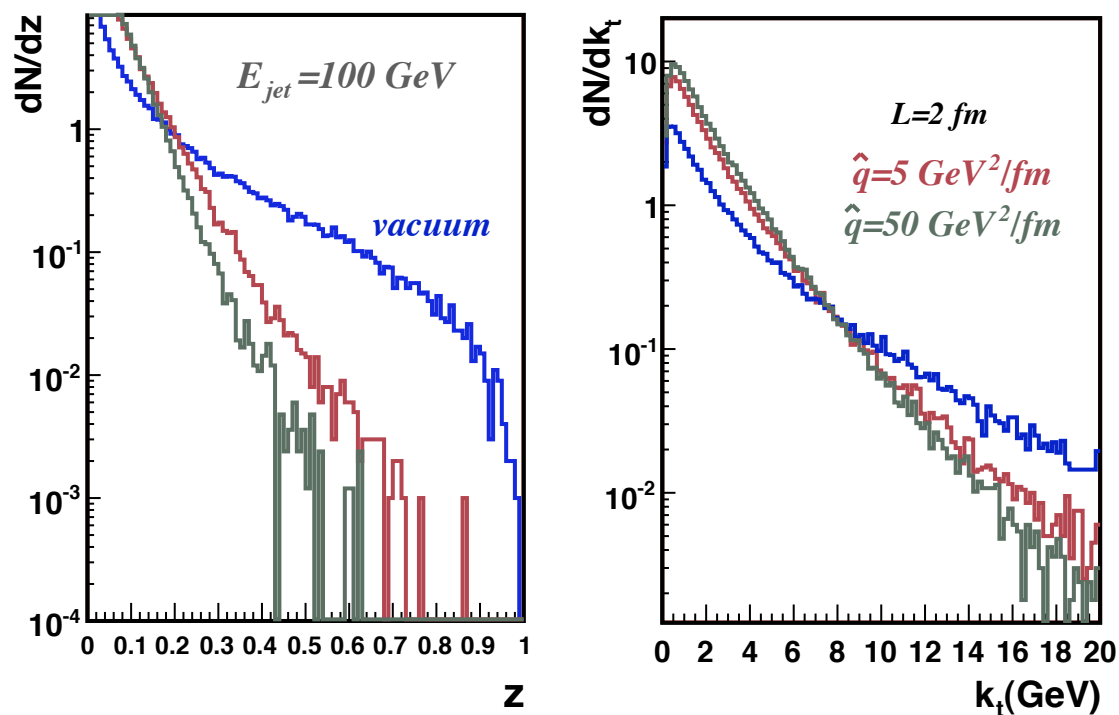 dN/dz
E_jet=100 GeV
vacuum
1
10^-1
10^-2
10^-3
10^-4
0 0.1 0.2 0.3 0.4 0.5 0.6 0.7 0.8 0.9 1
z
dN/dk_t
L=2 fm
q̂=5 GeV²/fm
q̂=50 GeV²/fm
10
1
10^-1
10^-2
0 2 4 6 8 10 12 14 16 18 20
k_t(GeV)